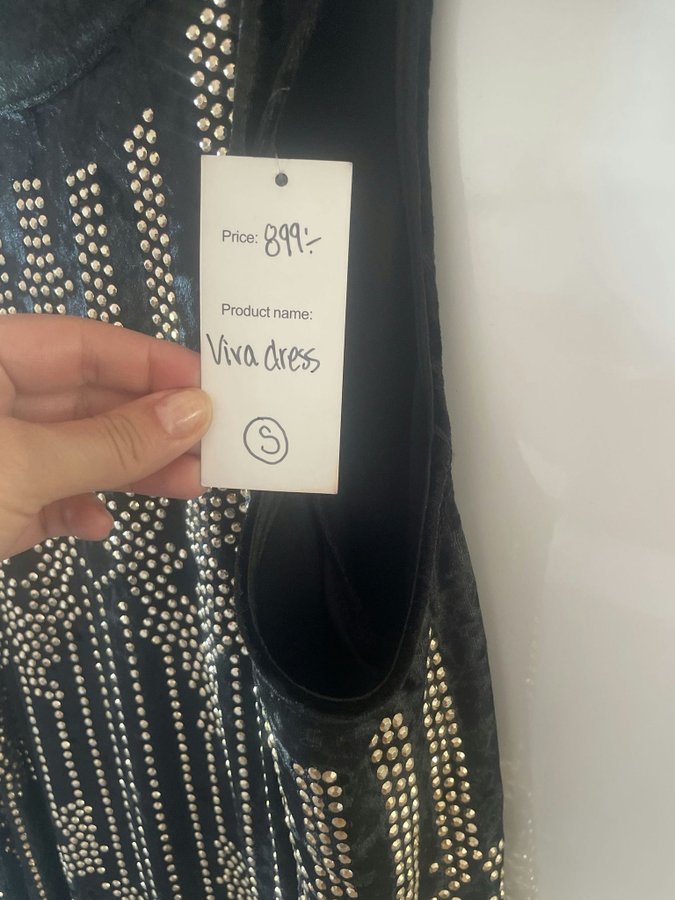 Price: 899:-
Product name:
Viva dress
S